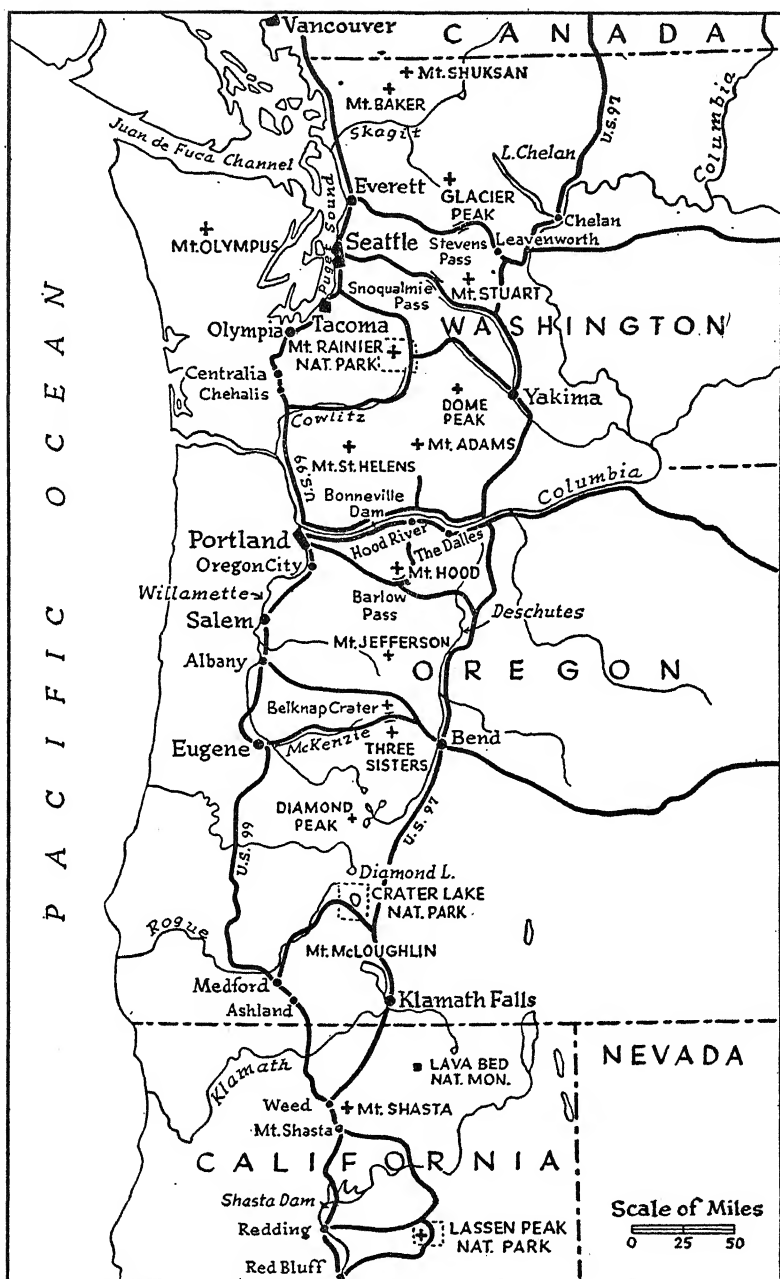 Vancouver
CANADA
Mt. SHUKSAN
Mt. BAKER
Skagit
U.S. 97
Columbia
Juan de Fuca Channel
L. Chelan
Everett
GLACIER
PEAK
Chelan
Puget Sound
Mt. OLYMPUS
Seattle
Stevens
Pass
Leavenworth
Snoqualmie
Pass
Mt. STUART
Tacoma
Olympia
WASHINGTON
Mt. RAINIER
NAT. PARK
Centralia
Chehalis
Yakima
DOME
PEAK
Cowlitz
Mt. ADAMS
Mt. St. HELENS
U.S. 99
Columbia
Bonneville
Dam
Portland
Hood River
The Dalles
Oregon City
Mt. HOOD
Willamette
Barlow
Pass
Deschutes
Salem
Mt. JEFFERSON
Albany
OREGON
Belknap Crater
McKenzie
Eugene
THREE
SISTERS
Bend
DIAMOND
PEAK
U.S. 97
U.S. 99
PACIFIC OCEAN
Diamond L.
CRATER LAKE
NAT. PARK
Rogue
Mt. McLOUGHLIN
Medford
Ashland
Klamath Falls
Klamath
LAVA BED
NAT. MON.
NEVADA
Weed
Mt. SHASTA
Mt. Shasta
CALIFORNIA
Shasta Dam
Scale of Miles
0 25 50
Redding
LASSEN PEAK
NAT. PARK
Red Bluff